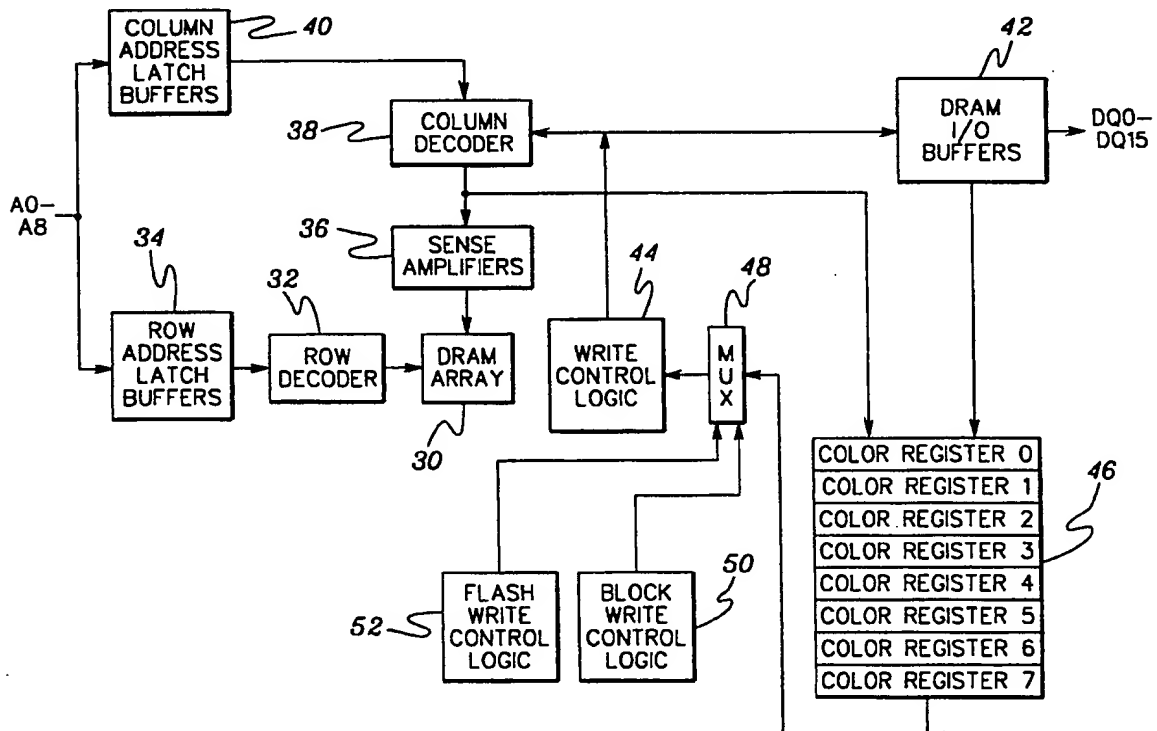 COLUMN
ADDRESS
LATCH
BUFFERS
40
42
38
COLUMN
DECODER
DRAM
I/O
BUFFERS
DQ0–
DQ15
A0–
A8
34
36
SENSE
AMPLIFIERS
32
44
48
ROW
ADDRESS
LATCH
BUFFERS
ROW
DECODER
DRAM
ARRAY
30
WRITE
CONTROL
LOGIC
M
U
X
COLOR REGISTER 0
COLOR REGISTER 1
COLOR REGISTER 2
COLOR REGISTER 3
COLOR REGISTER 4
COLOR REGISTER 5
COLOR REGISTER 6
COLOR REGISTER 7
46
52
FLASH
WRITE
CONTROL
LOGIC
BLOCK
WRITE
CONTROL
LOGIC
50